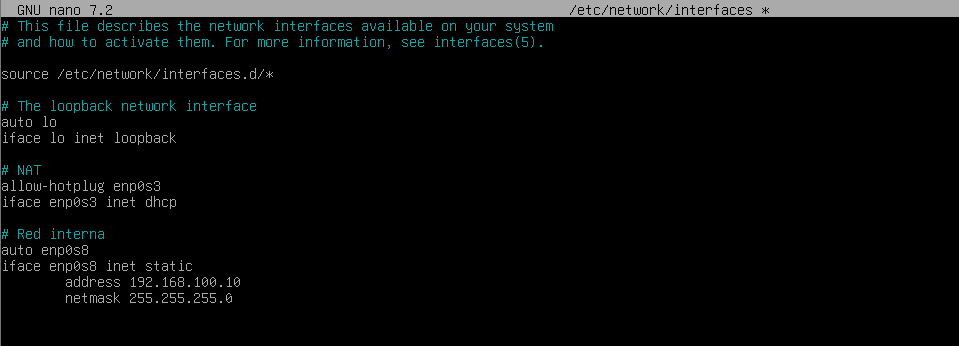 GNU nano 7.2 /etc/network/interfaces *
# This file describes the network interfaces available on your system
# and how to activate them. For more information, see interfaces(5).
source /etc/network/interfaces.d/*
# The loopback network interface
auto lo
iface lo inet loopback
# NAT
allow-hotplug enp0s3
iface enp0s3 inet dhcp
# Red interna
auto enp0s8
iface enp0s8 inet static
address 192.168.100.10
netmask 255.255.255.0